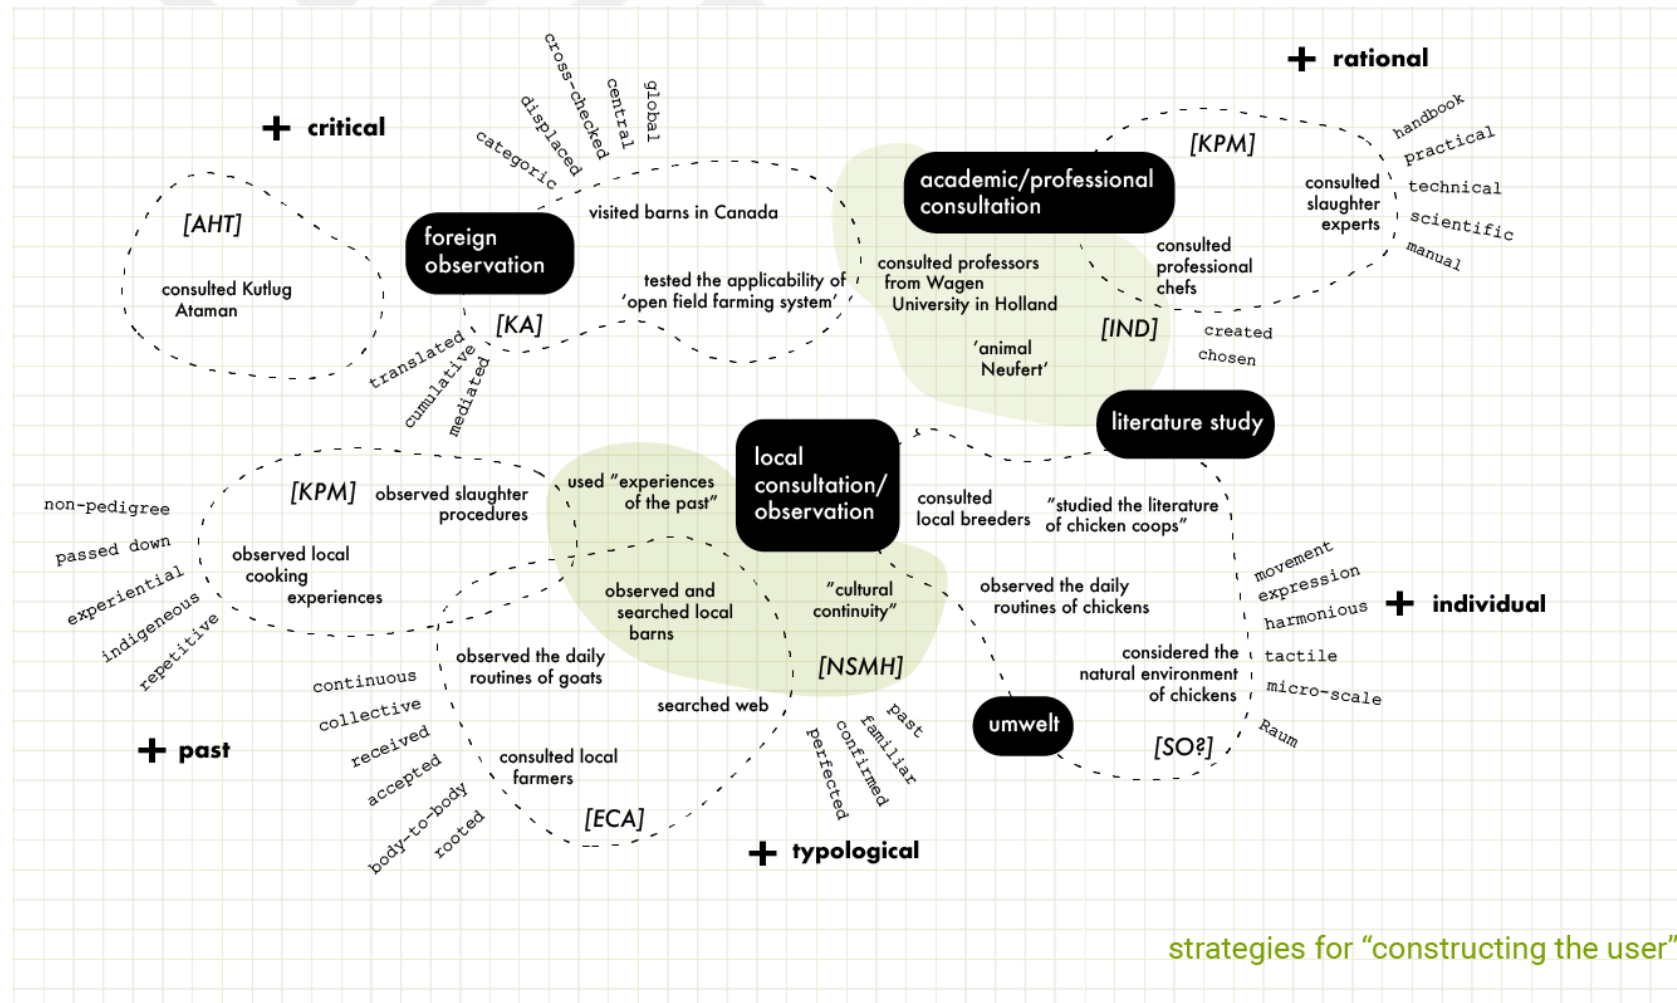 + rational
+ critical
cross-checked
central
global
displaced
categoric
handbook
practical
technical
scientific
manual
[KPM]
consulted
slaughter
experts
academic/professional
consultation
consulted
professional
chefs
[AHT]
consulted Kutlug
Ataman
foreign
observation
visited barns in Canada
tested the applicability of
'open field farming system'
[KA]
translated
cumulative
mediated
consulted professors
from Wagen
University in Holland
[IND]
'animal
Neufert'
created
chosen
literature study
local
consultation/
observation
used "experiences
of the past"
[KPM]
observed slaughter
procedures
observed local
cooking
experiences
non-pedigree
passed down
experiential
indigeneous
repetitive
consulted
local breeders
"studied the literature
of chicken coops"
observed the daily
routines of chickens
considered the
natural environment
of chickens
[SO?]
movement
expression
harmonious
tactile
micro-scale
Raum
+ individual
observed and
searched local
barns
"cultural
continuity"
[NSMH]
observed the daily
routines of goats
searched web
consulted local
farmers
[ECA]
continuous
collective
received
accepted
body-to-body
rooted
+ past
umwelt
past
familiar
confirmed
perfected
+ typological
strategies for "constructing the user"